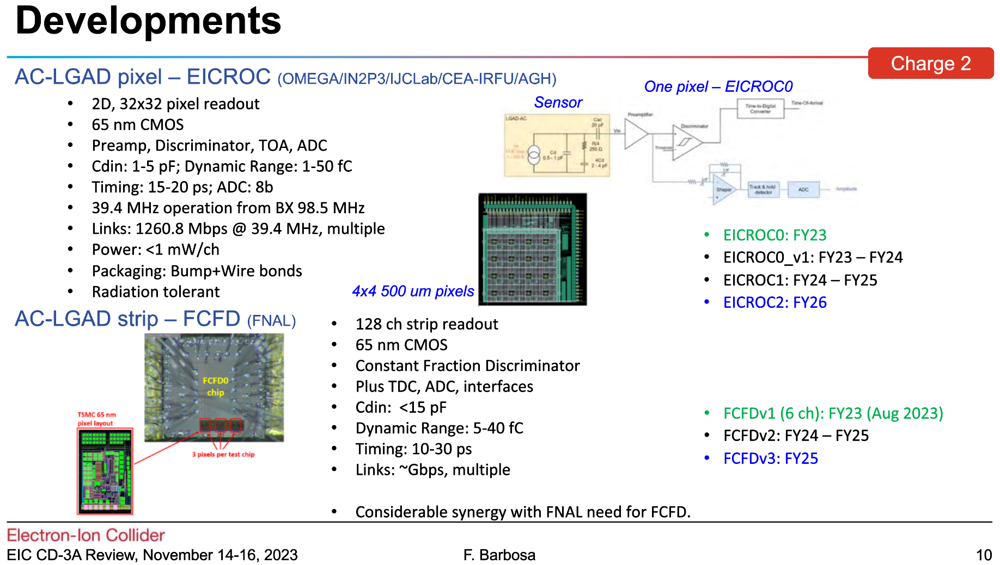 Developments
Charge 2
AC-LGAD pixel – EICROC (OMEGA/IN2P3/IJCLab/CEA-IRFU/AGH)
• 2D, 32x32 pixel readout
• 65 nm CMOS
• Preamp, Discriminator, TOA, ADC
• Cdin: 1-5 pF; Dynamic Range: 1-50 fC
• Timing: 15-20 ps; ADC: 8b
• 39.4 MHz operation from BX 98.5 MHz
• Links: 1260.8 Mbps @ 39.4 MHz, multiple
• Power: <1 mW/ch
• Packaging: Bump+Wire bonds
• Radiation tolerant
One pixel – EICROC0
Sensor
LGAD-AC
Cac
20 pF
Cd
0.5 - 1 pF
R/4
250 Ω
4Cd
2 - 4 pF
Vin
Preamplifier
Discriminator
Threshold
Time-to-Digital
Converter
Time-Of-Arrival
Shaper
Track & hold
detector
ADC
Amplitude
4x4 500 um pixels
• EICROC0: FY23
• EICROC0_v1: FY23 – FY24
• EICROC1: FY24 – FY25
• EICROC2: FY26
AC-LGAD strip – FCFD (FNAL)
FCFD0
chip
TSMC 65 nm
pixel layout
3 pixels per test chip
• 128 ch strip readout
• 65 nm CMOS
• Constant Fraction Discriminator
• Plus TDC, ADC, interfaces
• Cdin:  <15 pF
• Dynamic Range: 5-40 fC
• Timing: 10-30 ps
• Links: ~Gbps, multiple
• Considerable synergy with FNAL need for FCFD.
• FCFDv1 (6 ch): FY23 (Aug 2023)
• FCFDv2: FY24 – FY25
• FCFDv3: FY25
Electron-Ion Collider
EIC CD-3A Review, November 14-16, 2023
F. Barbosa
10